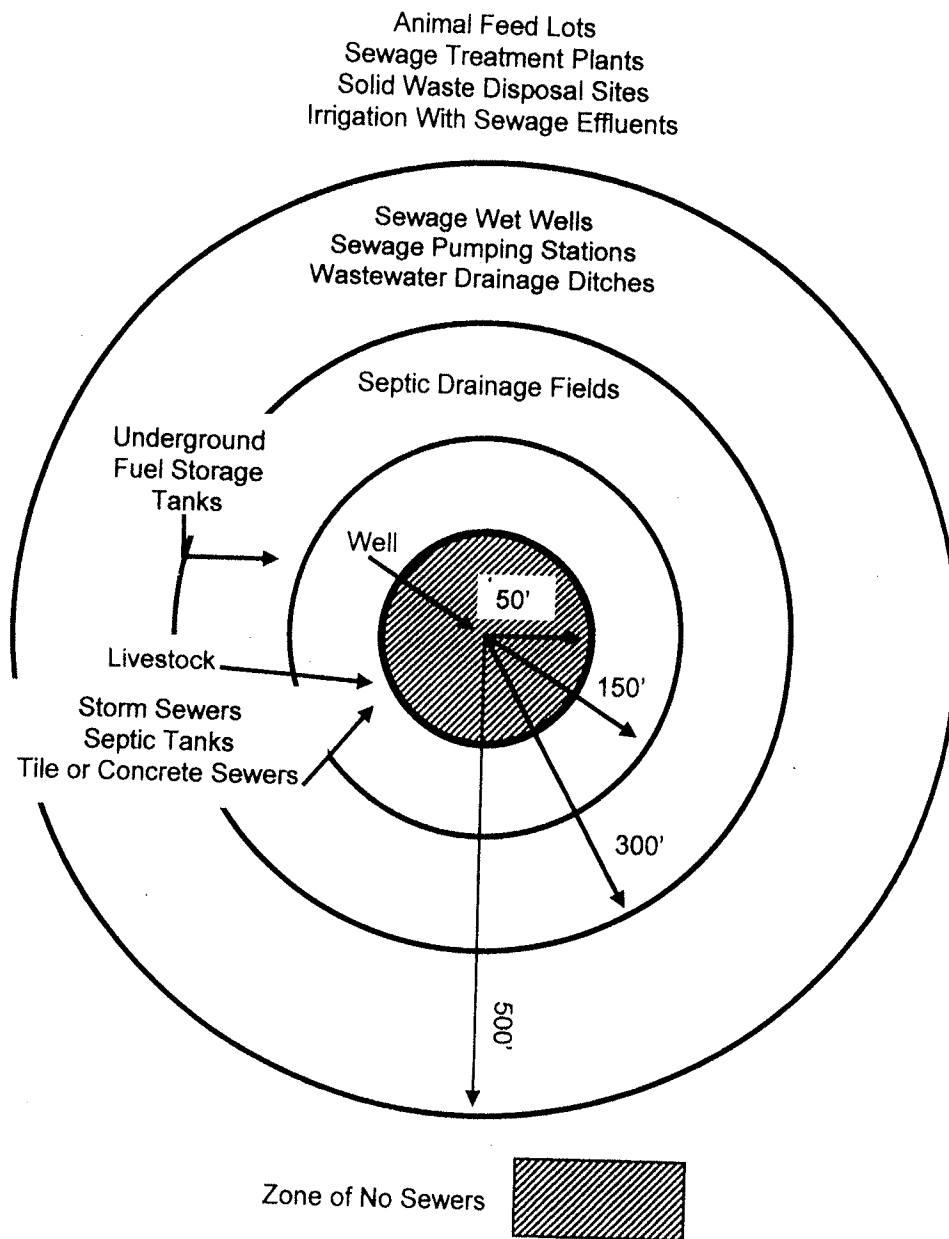 Animal Feed Lots
Sewage Treatment Plants
Solid Waste Disposal Sites
Irrigation With Sewage Effluents
Sewage Wet Wells
Sewage Pumping Stations
Wastewater Drainage Ditches
Septic Drainage Fields
Underground
Fuel Storage
Tanks
Well
50'
Livestock
150'
Storm Sewers
Septic Tanks
Tile or Concrete Sewers
300'
500'
Zone of No Sewers